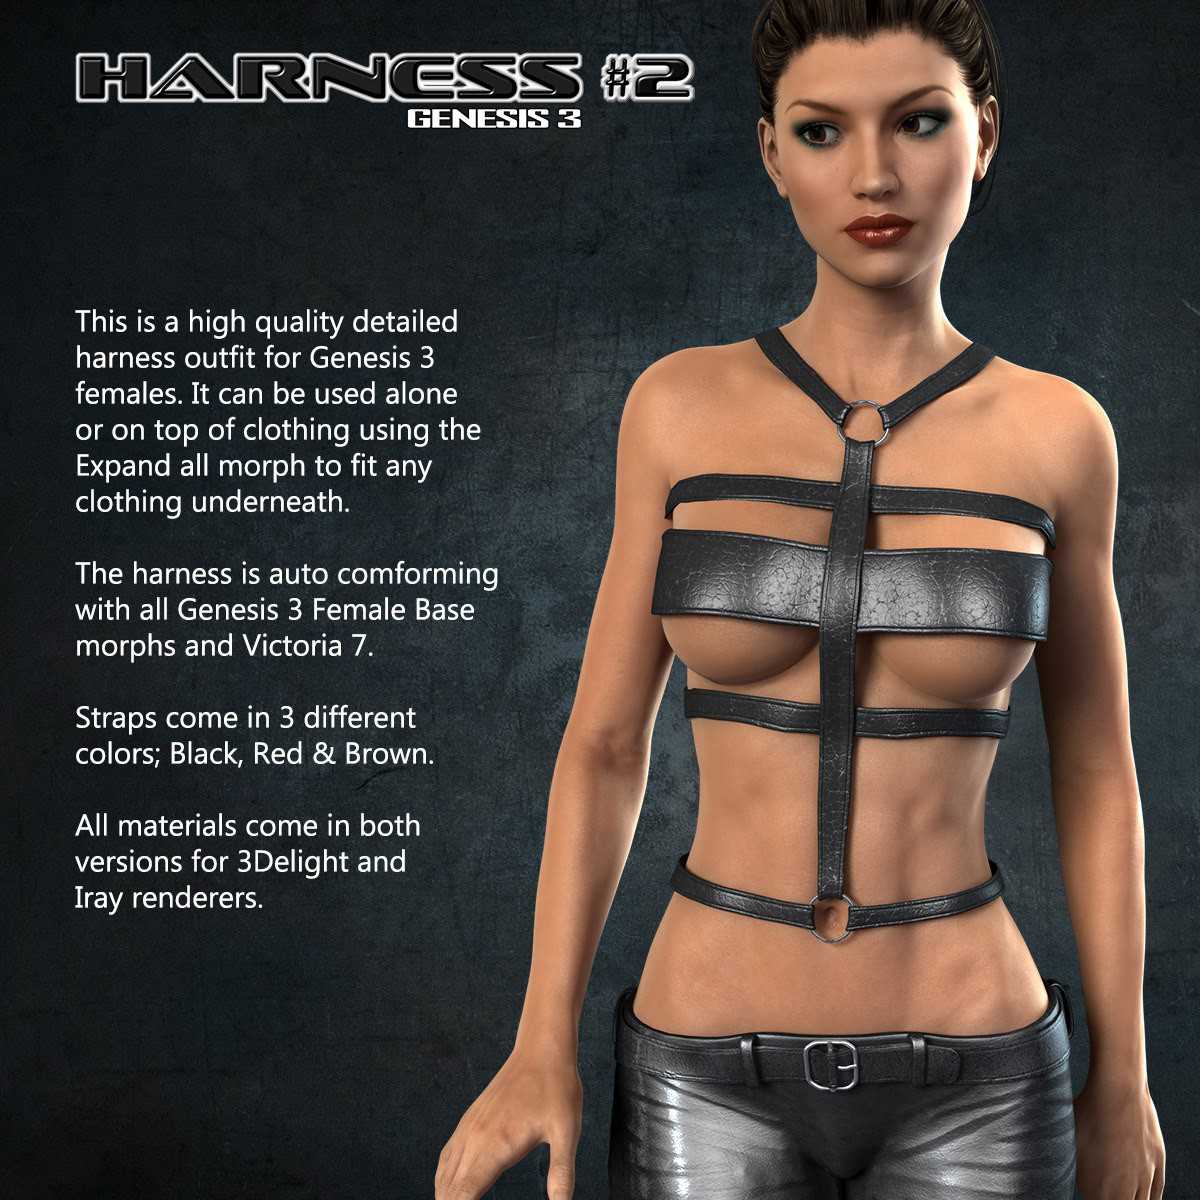 HARNESS #2
GENESIS 3
This is a high quality detailed
harness outfit for Genesis 3
females. It can be used alone
or on top of clothing using the
Expand all morph to fit any
clothing underneath.
The harness is auto comforming
with all Genesis 3 Female Base
morphs and Victoria 7.
Straps come in 3 different
colors; Black, Red & Brown.
All materials come in both
versions for 3Delight and
Iray renderers.